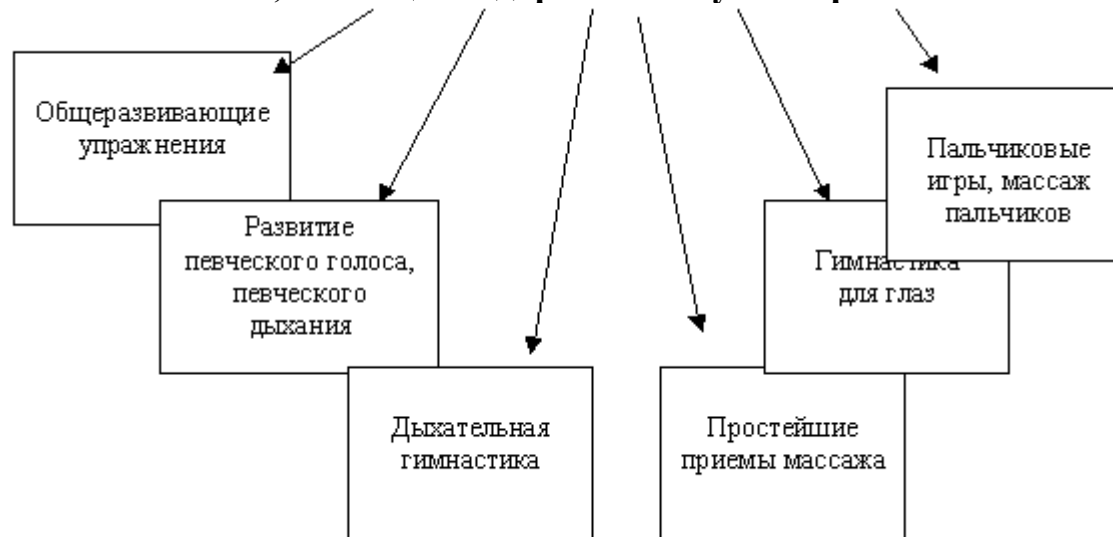 Общеразвивающие
упражнения
Развитие
певческого голоса,
певческого
дыхания
Дыхательная
гимнастика
Простейшие
приемы массажа
Гимнастика
для глаз
Пальчиковые
игры, массаж
пальчиков